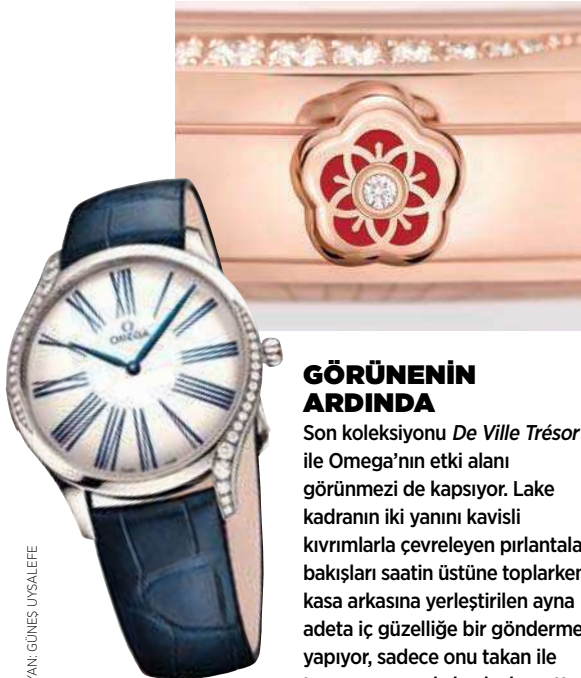 OMEGA
GÖRÜNENİN
ARDINDA
Son koleksiyonu De Ville Trésor
ile Omega’nın etki alanı
görünmezi de kapsıyor. Lake
kadranın iki yanını kavisli
kıvrımlarla çevreleyen pırlantala
bakışları saatin üstüne toplarken
kasa arkasına yerleştirilen ayna
adeta iç güzelliğe bir gönderme
yapıyor, sadece onu takan ile
YAN: GÜNEŞ UYSALEFE